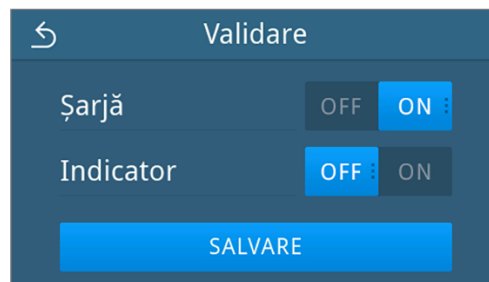 Validare
Șarjă OFF ON
Indicator OFF ON
SALVARE